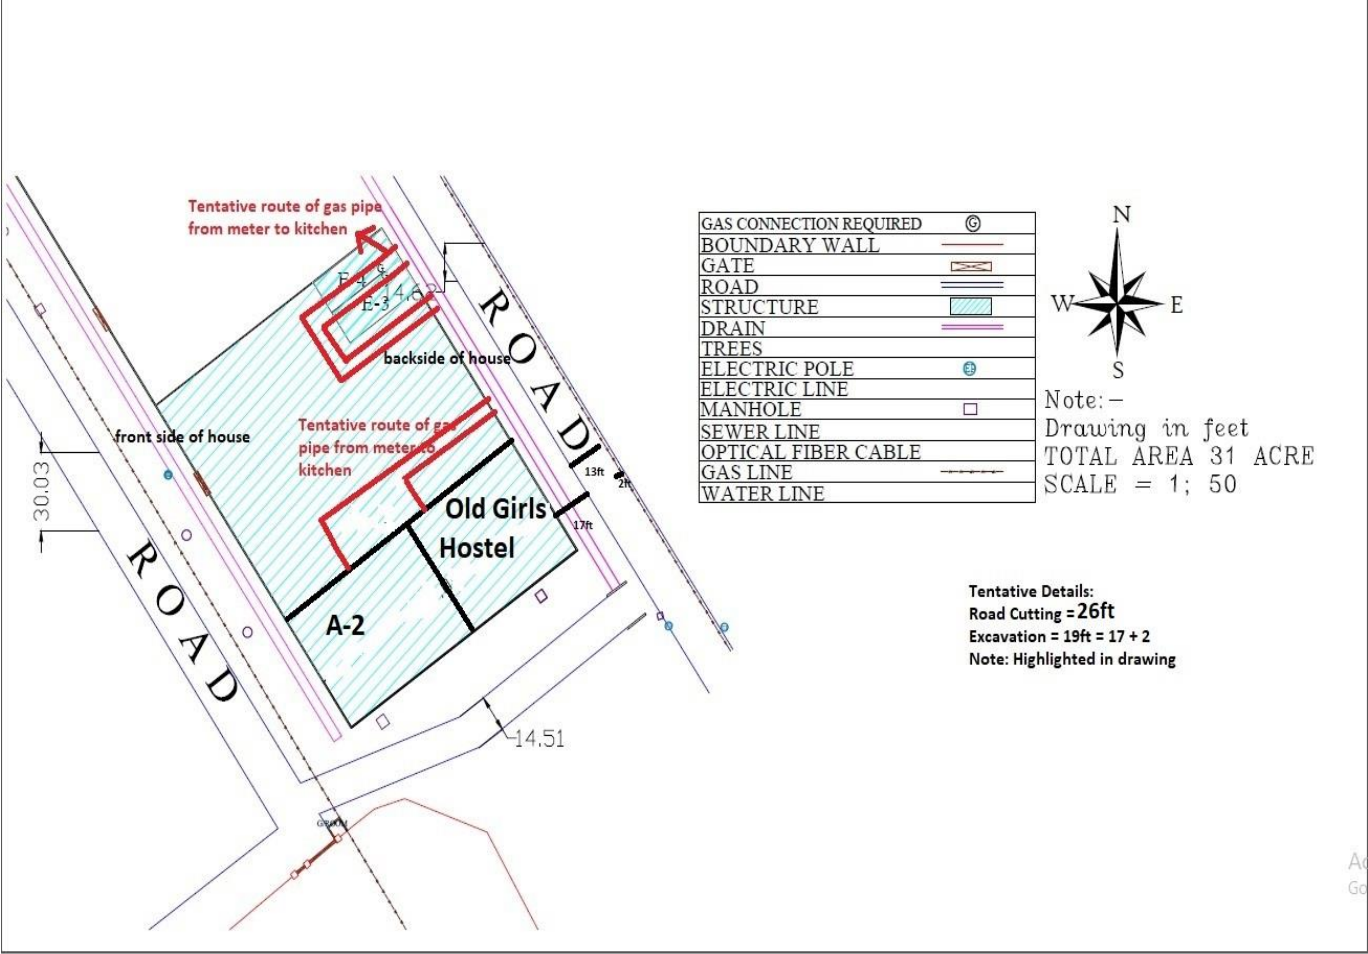 Tentative route of gas pipe
from meter to kitchen
E-4
E-3
backside of house
ROAD
front side of house
Tentative route of gas
pipe from meter to
kitchen
13ft
2ft
17ft
Old Girls
Hostel
A-2
30.03
ROAD
14.51
GAS CONNECTION REQUIRED G
BOUNDARY WALL
GATE
ROAD
STRUCTURE
DRAIN
TREES
ELECTRIC POLE
ELECTRIC LINE
MANHOLE
SEWER LINE
OPTICAL FIBER CABLE
GAS LINE
WATER LINE
N
W E
S
Note:-
Drawing in feet
TOTAL AREA 31 ACRE
SCALE = 1; 50
Tentative Details:
Road Cutting = 26ft
Excavation = 19ft = 17 + 2
Note: Highlighted in drawing